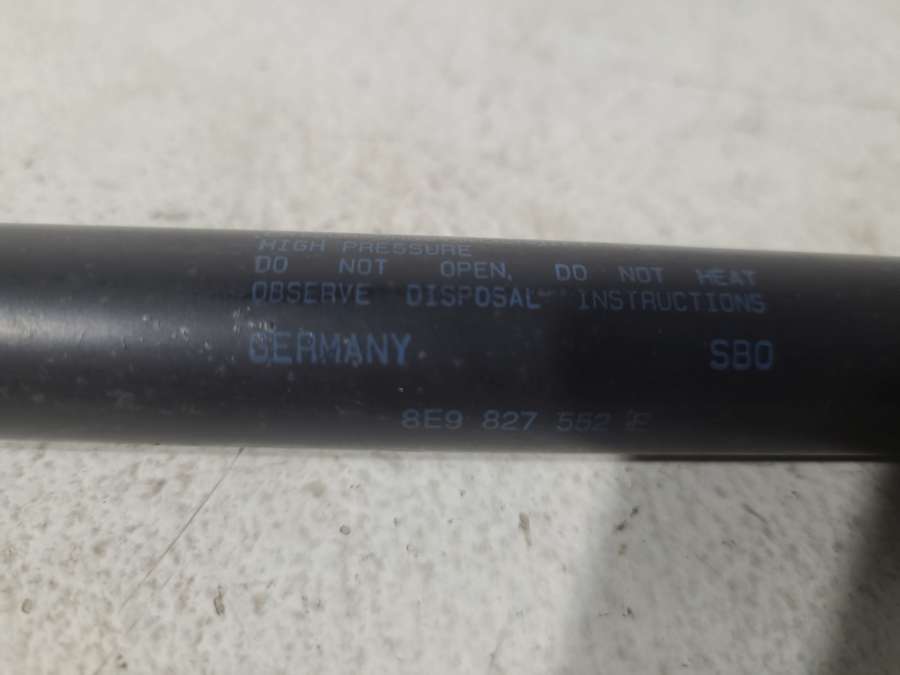 HIGH PRESSURE
DO NOT OPEN, DO NOT HEAT
OBSERVE DISPOSAL INSTRUCTIONS
GERMANY SBO
8E9 827 552 E